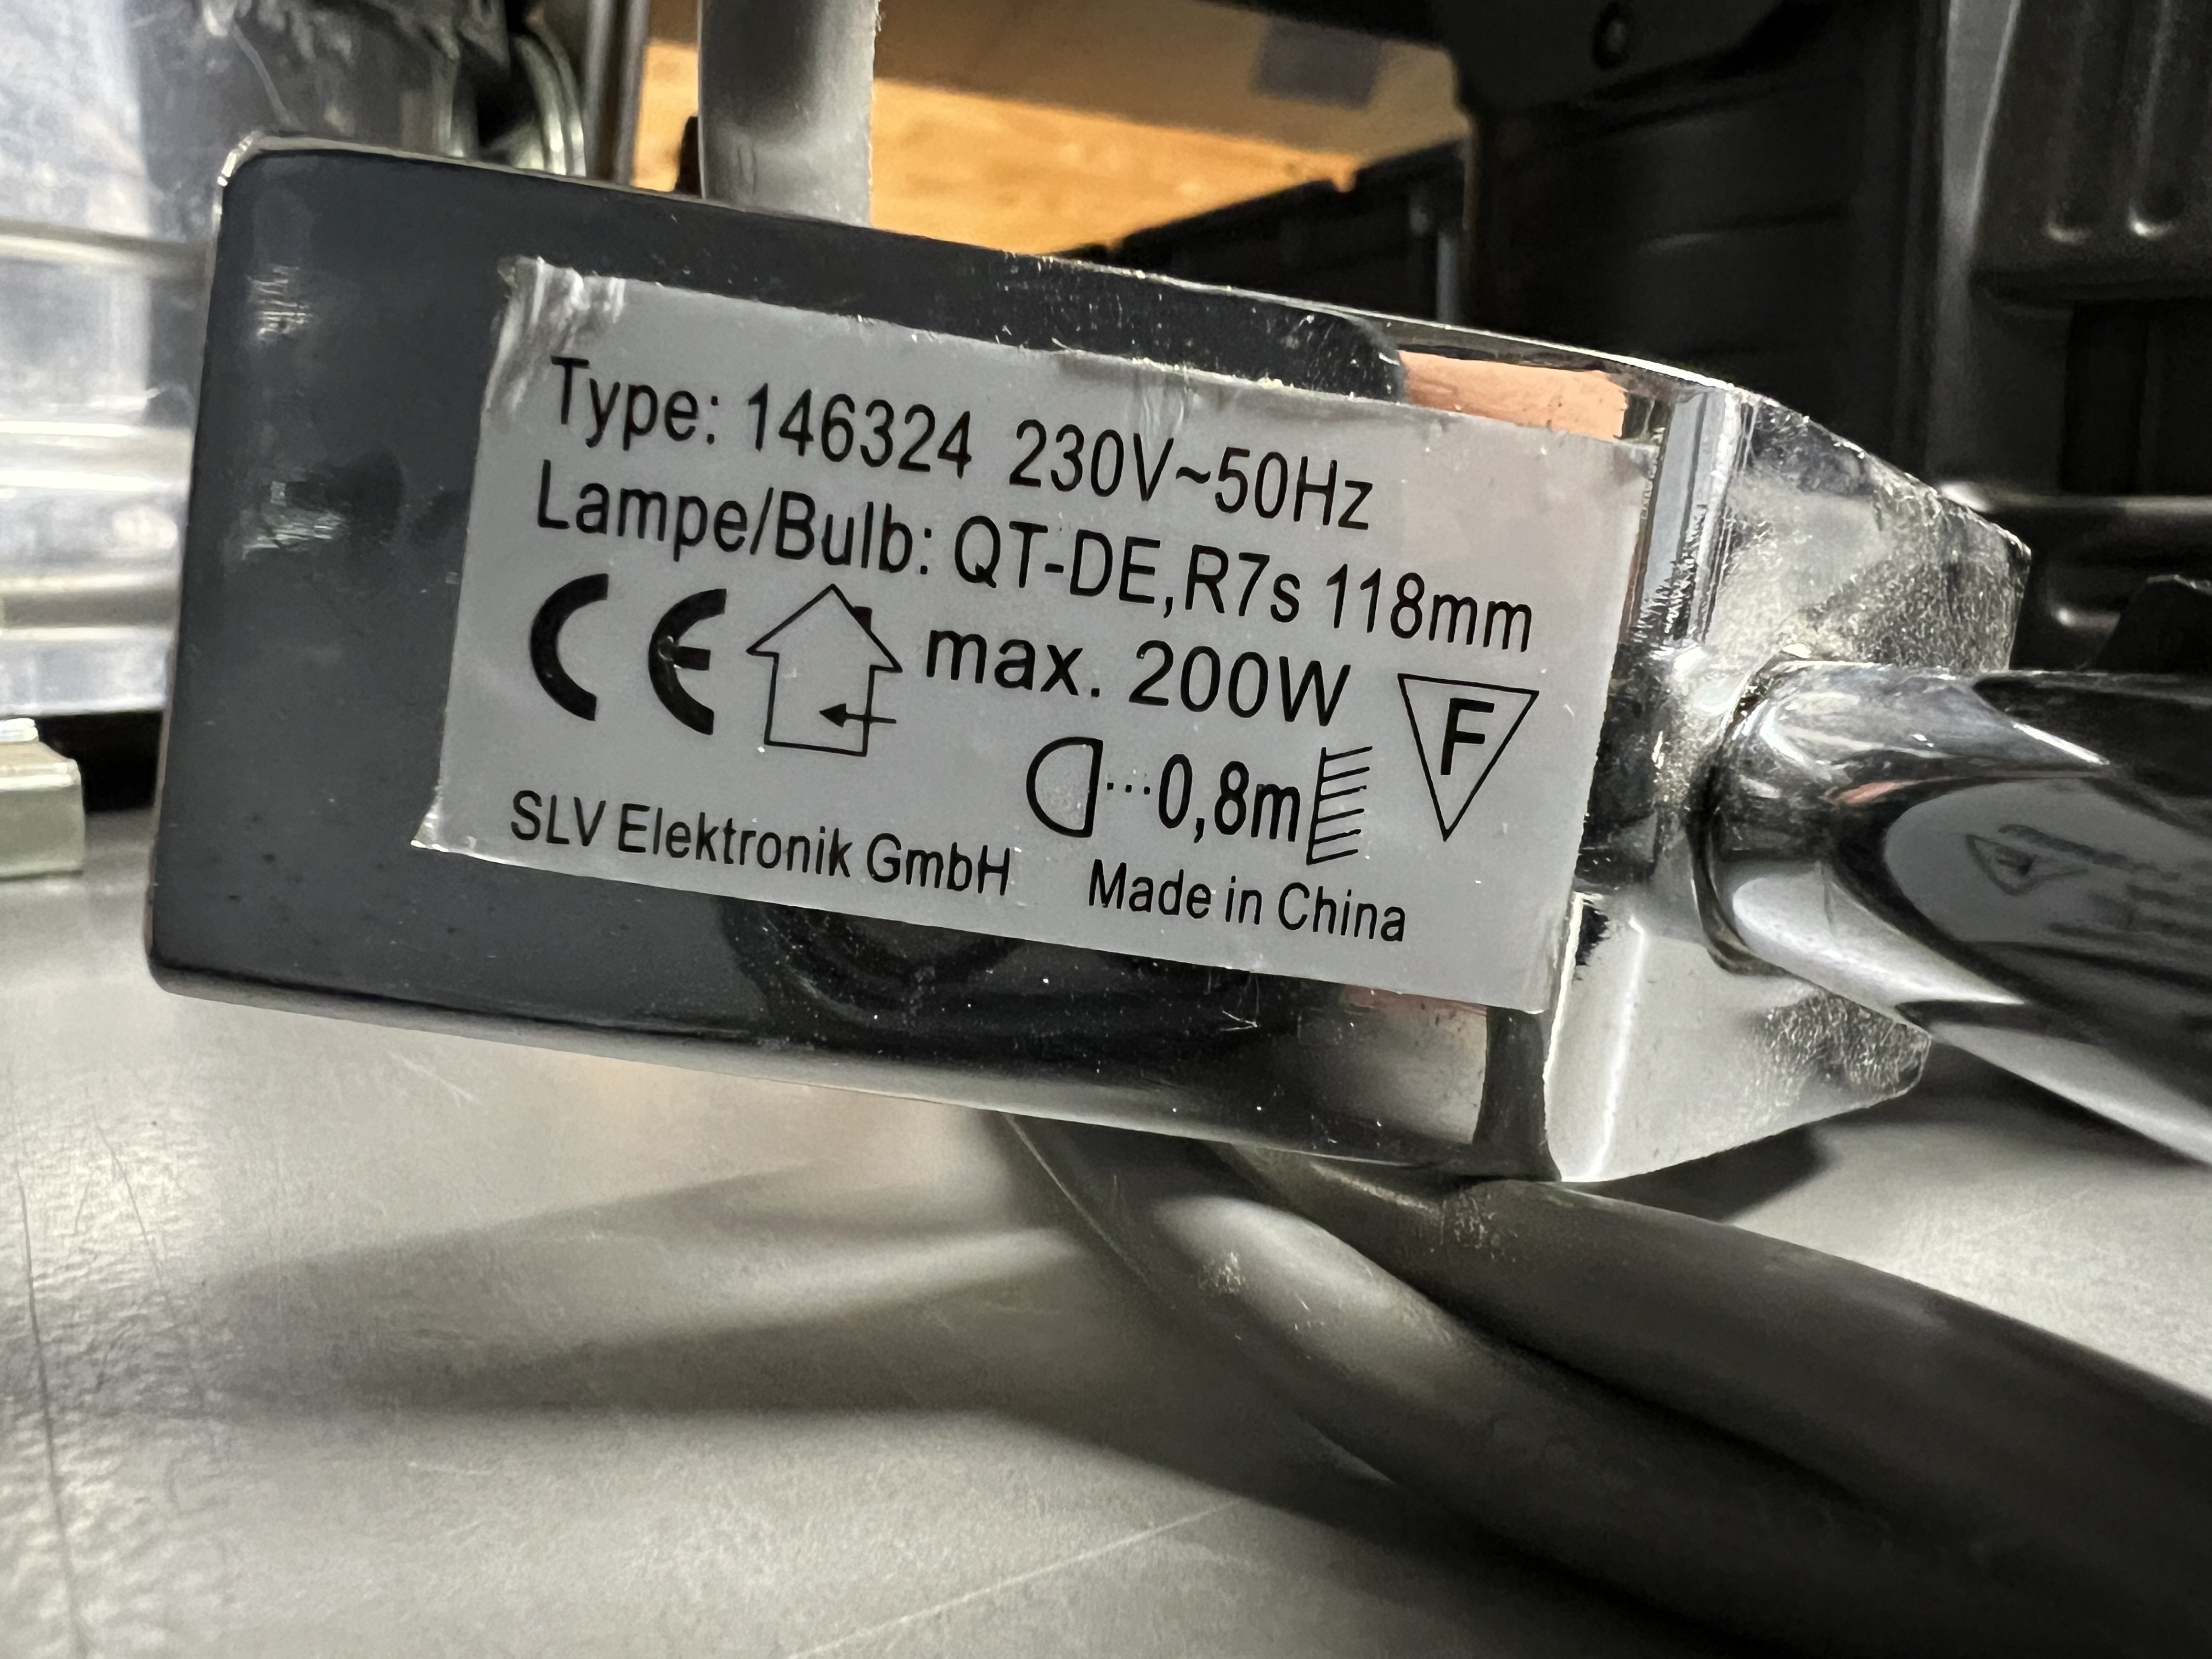 Type: 146324 230V~50Hz
Lampe/Bulb: QT-DE,R7s 118mm
CE max. 200W F
0,8m
SLV Elektronik GmbH Made in China